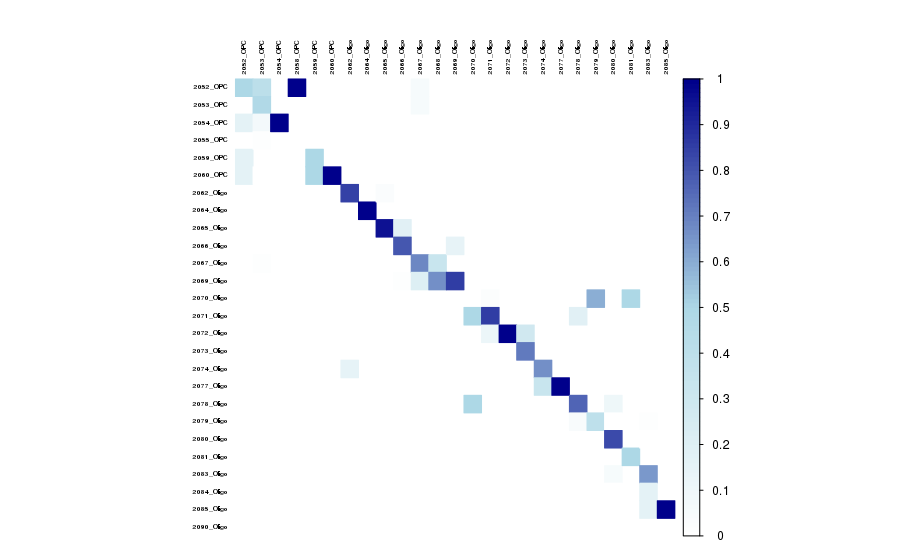 2052_OPC
2053_OPC
2054_OPC
2058_OPC
2059_OPC
2060_OPC
2062_Oligo
2064_Oligo
2065_Oligo
2066_Oligo
2067_Oligo
2068_Oligo
2069_Oligo
2070_Oligo
2071_Oligo
2072_Oligo
2073_Oligo
2074_Oligo
2077_Oligo
2078_Oligo
2079_Oligo
2080_Oligo
2081_Oligo
2083_Oligo
2085_Oligo
2052_OPC
2053_OPC
2054_OPC
2055_OPC
2059_OPC
2060_OPC
2062_Oligo
2064_Oligo
2065_Oligo
2066_Oligo
2067_Oligo
2069_Oligo
2070_Oligo
2071_Oligo
2072_Oligo
2073_Oligo
2074_Oligo
2077_Oligo
2078_Oligo
2079_Oligo
2080_Oligo
2081_Oligo
2083_Oligo
2084_Oligo
2085_Oligo
2090_Oligo
1
0.9
0.8
0.7
0.6
0.5
0.4
0.3
0.2
0.1
0